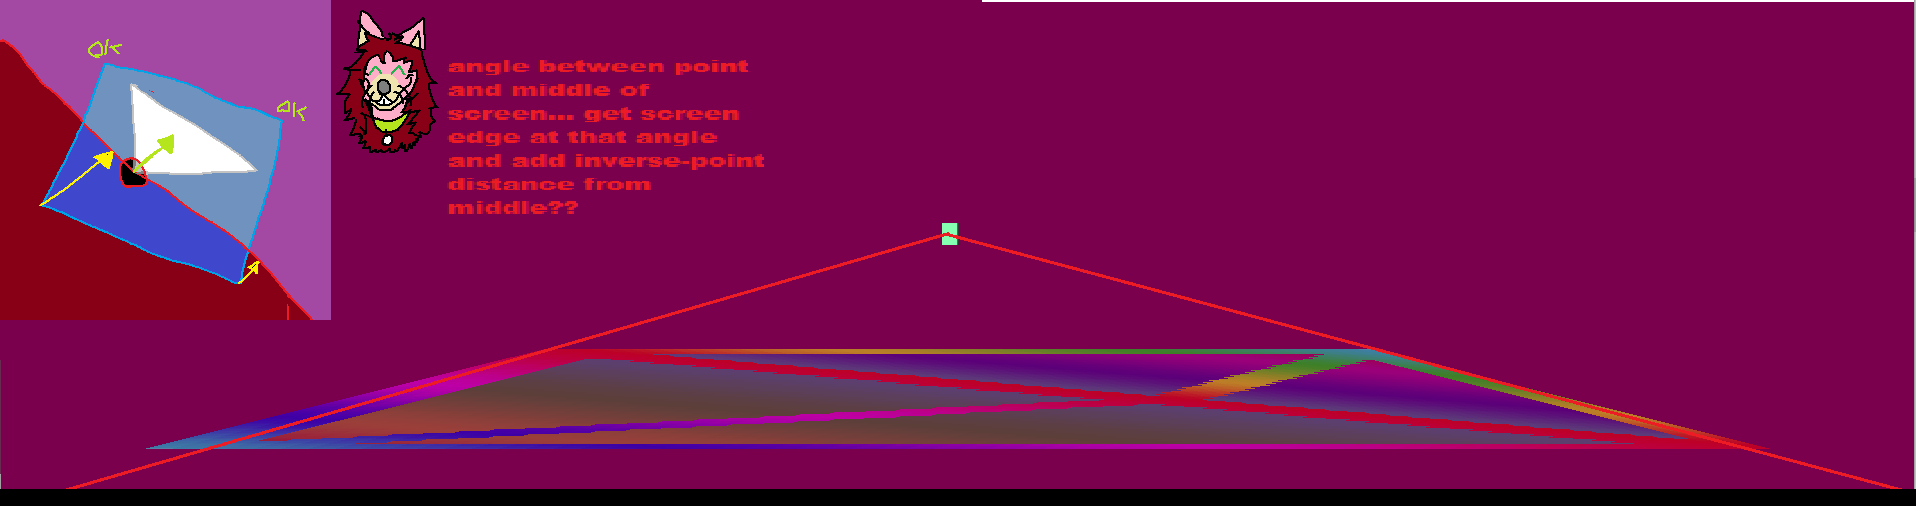 OK
OK
angle between point
and middle of
screen... get screen
edge at that angle
and add inverse-point
distance from
middle??